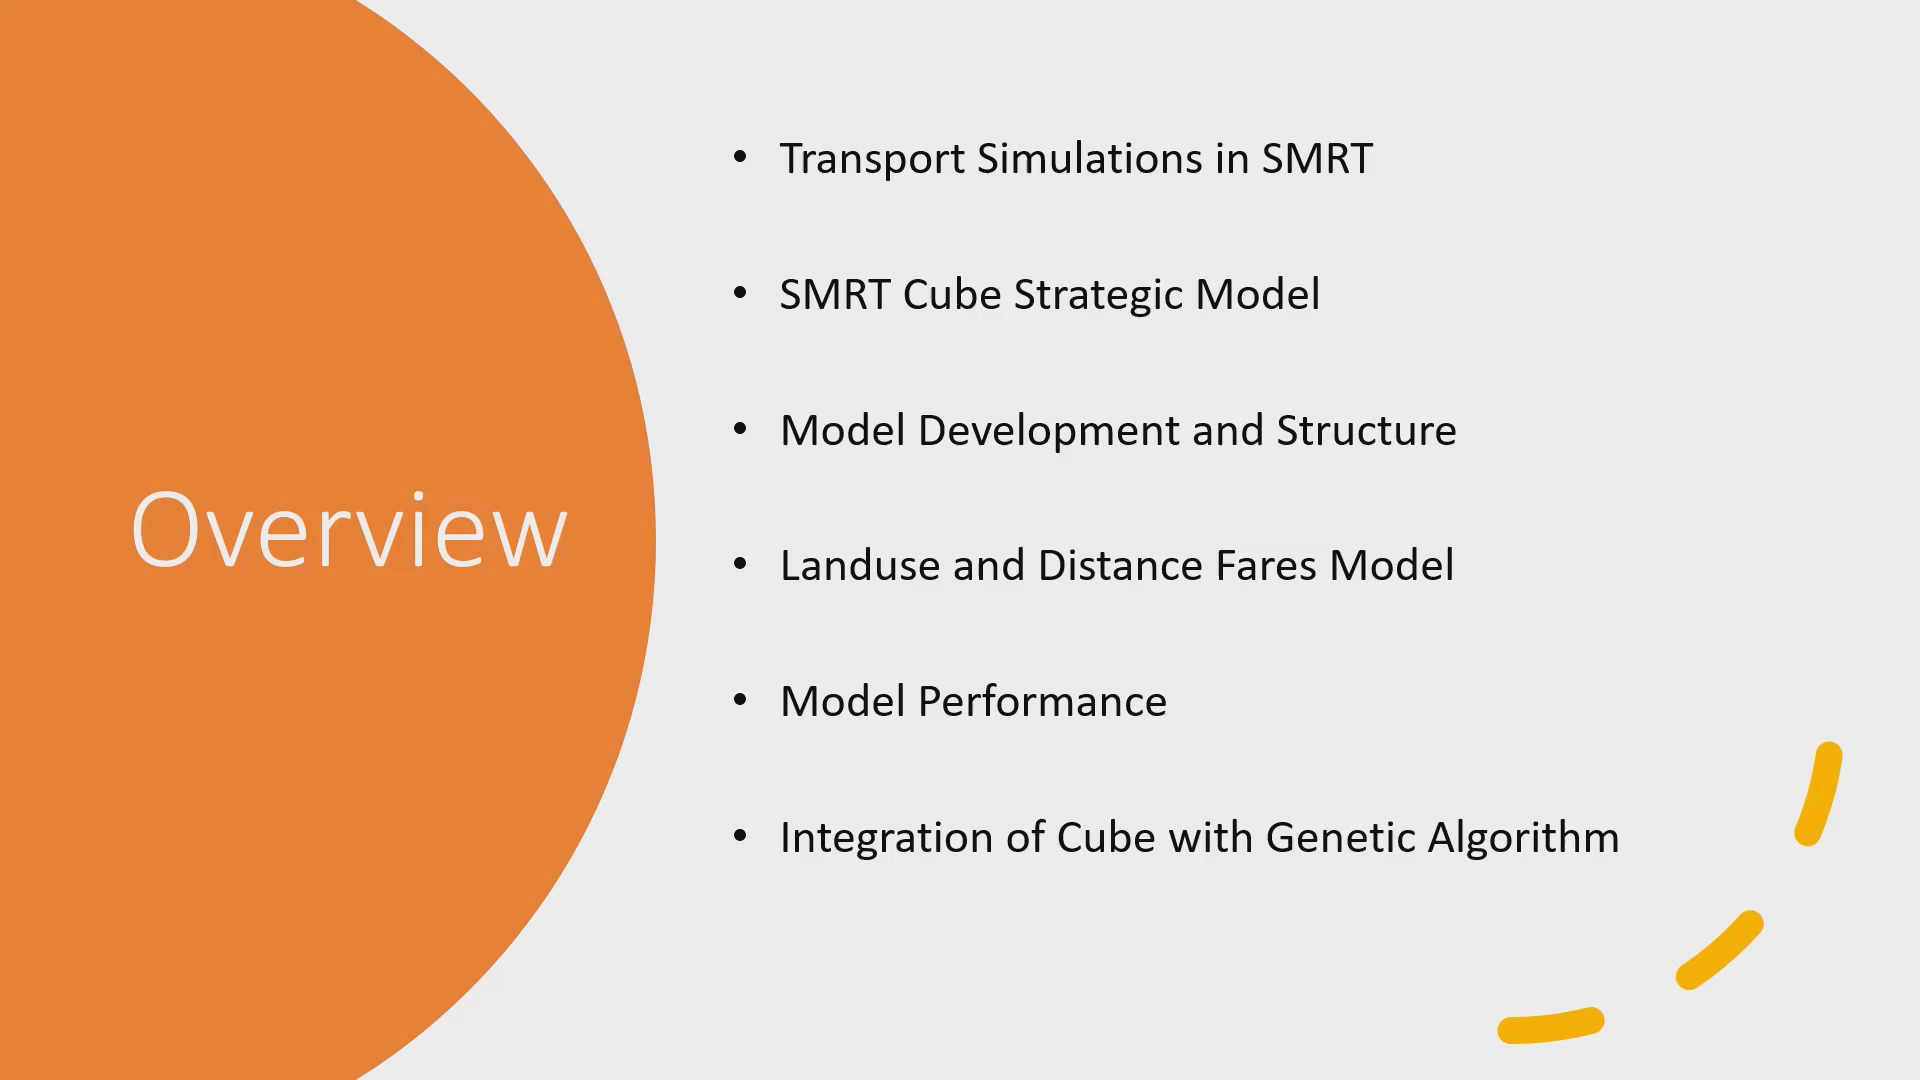 Overview
• Transport Simulations in SMRT
• SMRT Cube Strategic Model
• Model Development and Structure
• Landuse and Distance Fares Model
• Model Performance
• Integration of Cube with Genetic Algorithm